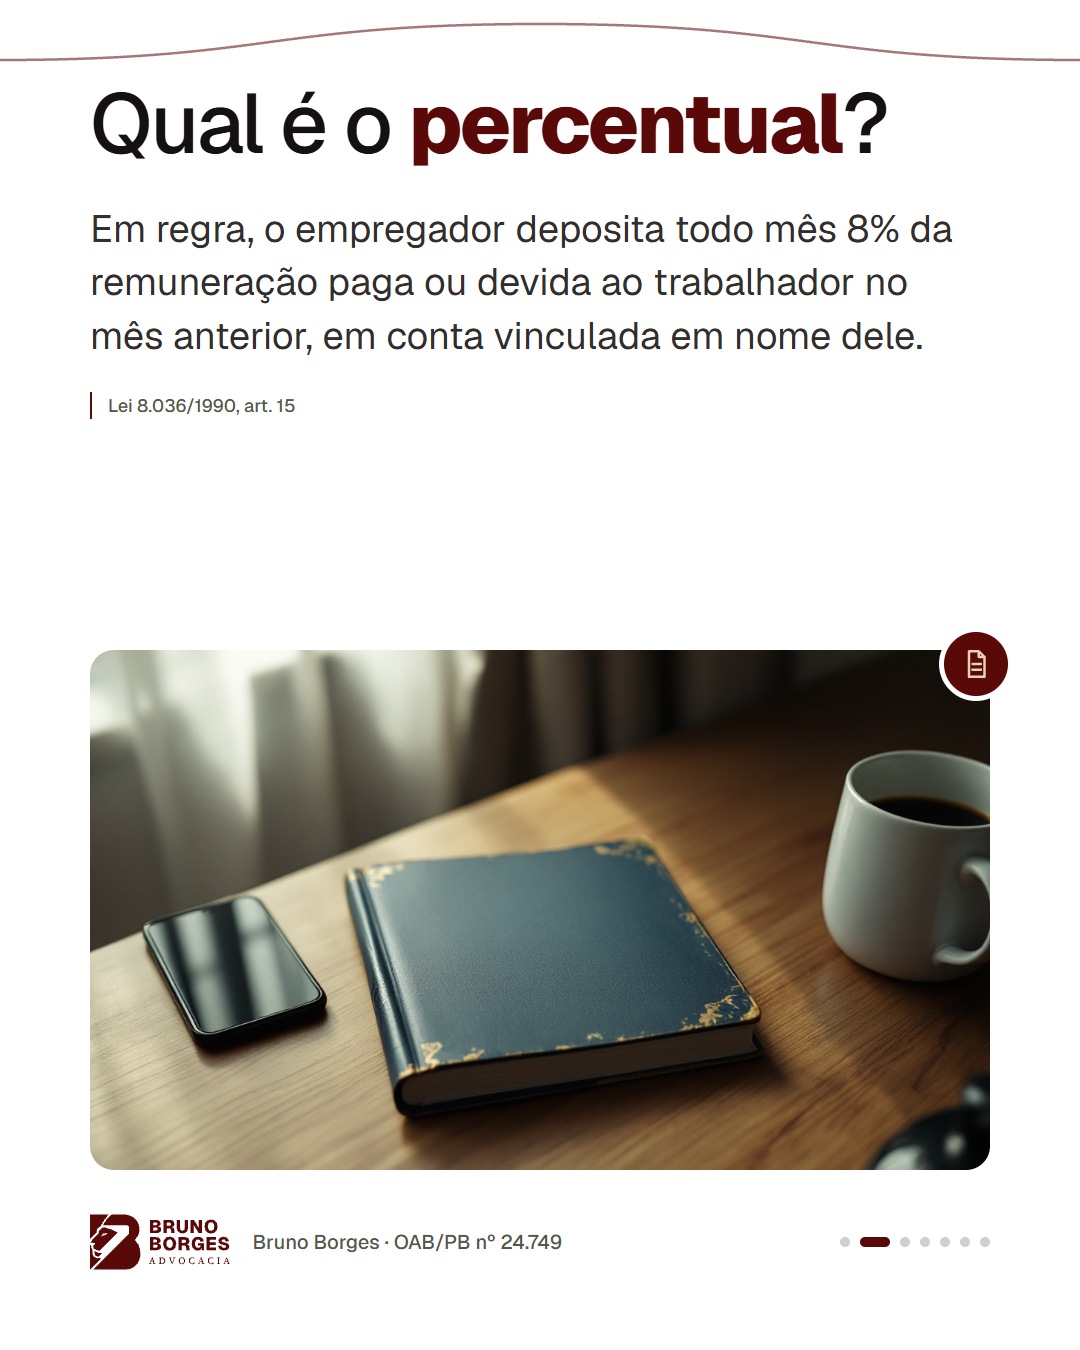 Qual é o percentual?
Em regra, o empregador deposita todo mês 8% da
remuneração paga ou devida ao trabalhador no
mês anterior, em conta vinculada em nome dele.
Lei 8.036/1990, art. 15
BRUNO
BORGES
ADVOCACIA
Bruno Borges · OAB/PB nº 24.749